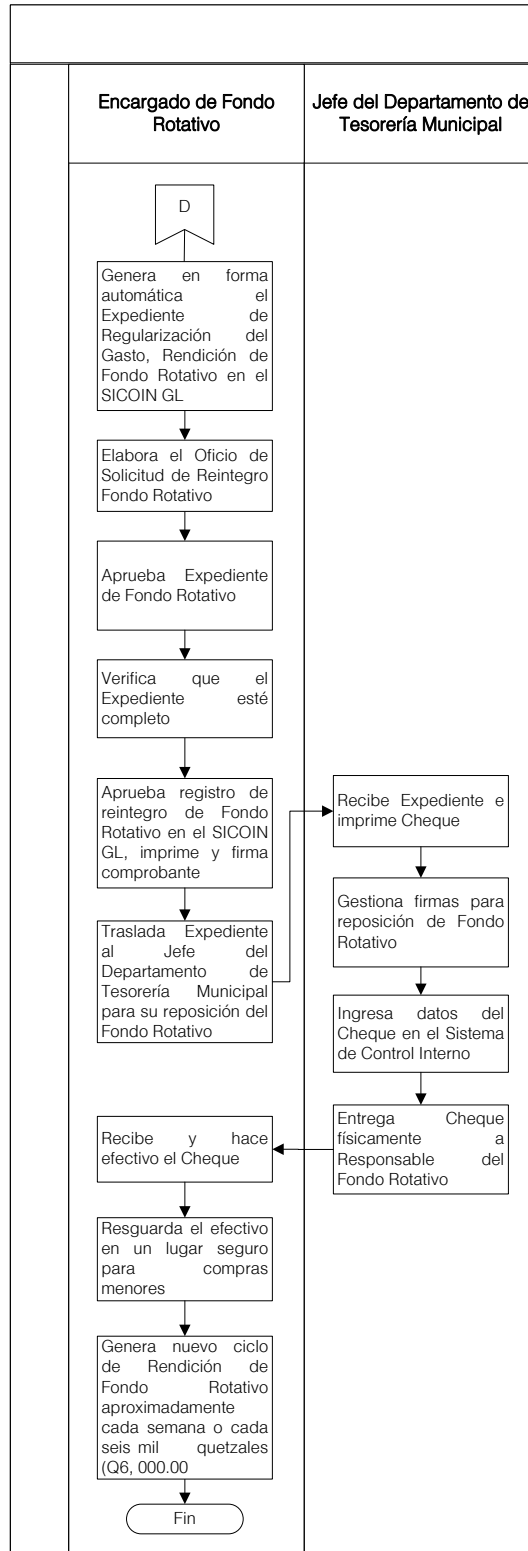 Encargado de Fondo
Rotativo
Jefe del Departamento de
Tesorería Municipal
D
Genera en forma
automática el
Expediente de
Regularización del
Gasto, Rendición de
Fondo Rotativo en el
SICOIN GL
Elabora el Oficio de
Solicitud de Reintegro
Fondo Rotativo
Aprueba Expediente
de Fondo Rotativo
Verifica que el
Expediente esté
completo
Aprueba registro de
reintegro de Fondo
Rotativo en el SICOIN
GL, imprime y firma
comprobante
Traslada Expediente
al Jefe del
Departamento de
Tesorería Municipal
para su reposición del
Fondo Rotativo
Recibe Expediente e
imprime Cheque
Gestiona firmas para
reposición de Fondo
Rotativo
Ingresa datos del
Cheque en el Sistema
de Control Interno
Entrega Cheque
físicamente a
Responsable del
Fondo Rotativo
Recibe y hace
efectivo el Cheque
Resguarda el efectivo
en un lugar seguro
para compras
menores
Genera nuevo ciclo
de Rendición de
Fondo Rotativo
aproximadamente
cada semana o cada
seis mil quetzales
(Q6, 000.00
Fin